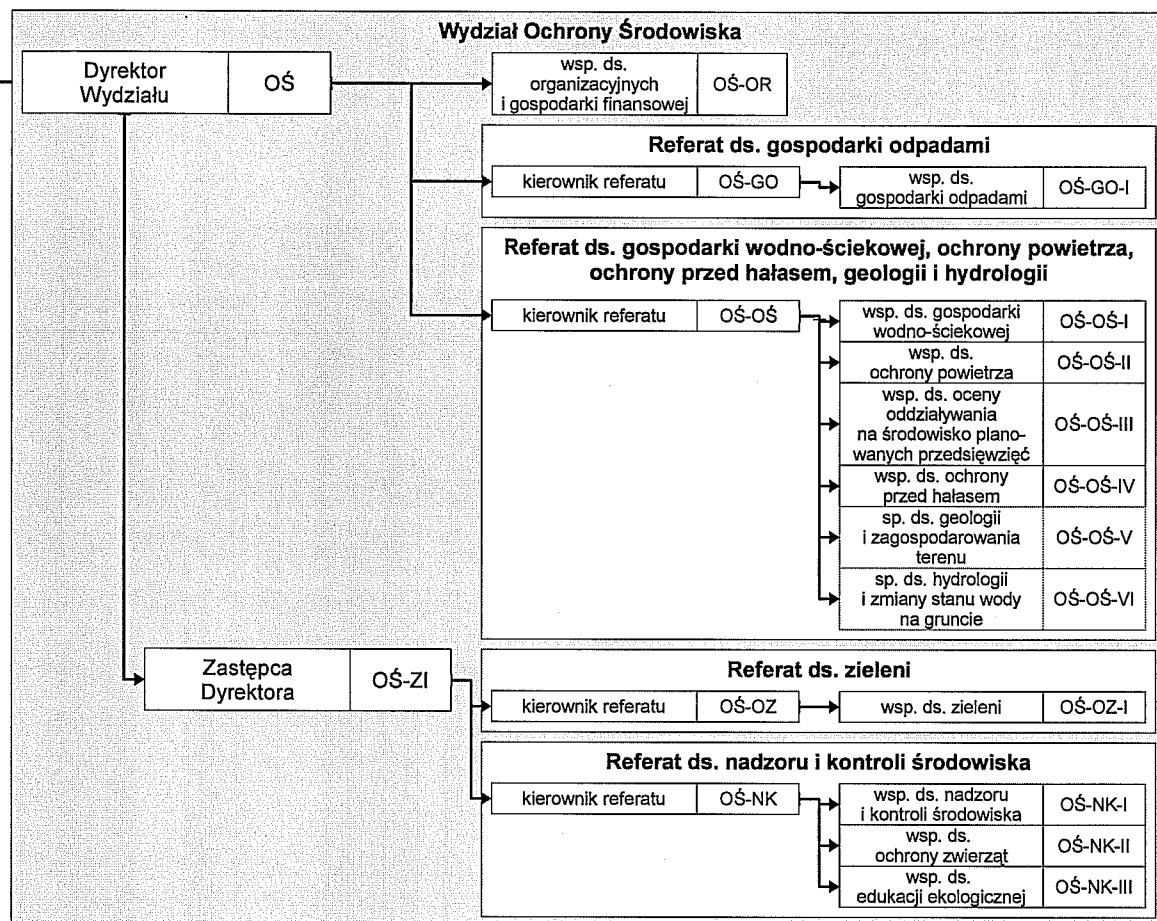 Wydział Ochrony Środowiska
Dyrektor
Wydziału
OŚ
wsp. ds.
organizacyjnych
i gospodarki finansowej
OŚ-OR
Referat ds. gospodarki odpadami
kierownik referatu
OŚ-GO
wsp. ds.
gospodarki odpadami
OŚ-GO-I
Referat ds. gospodarki wodno-ściekowej, ochrony powietrza,
ochrony przed hałasem, geologii i hydrologii
kierownik referatu
OŚ-OŚ
wsp. ds. gospodarki
wodno-ściekowej
OŚ-OŚ-I
wsp. ds.
ochrony powietrza
OŚ-OŚ-II
wsp. ds. oceny
oddziaływania
na środowisko plano-
wanych przedsięwzięć
OŚ-OŚ-III
wsp. ds. ochrony
przed hałasem
OŚ-OŚ-IV
sp. ds. geologii
i zagospodarowania
terenu
OŚ-OŚ-V
sp. ds. hydrologii
i zmiany stanu wody
na gruncie
OŚ-OŚ-VI
Zastępca
Dyrektora
OŚ-ZI
Referat ds. zieleni
kierownik referatu
OŚ-OZ
wsp. ds. zieleni
OŚ-OZ-I
Referat ds. nadzoru i kontroli środowiska
kierownik referatu
OŚ-NK
wsp. ds. nadzoru
i kontroli środowiska
OŚ-NK-I
wsp. ds.
ochrony zwierząt
OŚ-NK-II
wsp. ds.
edukacji ekologicznej
OŚ-NK-III